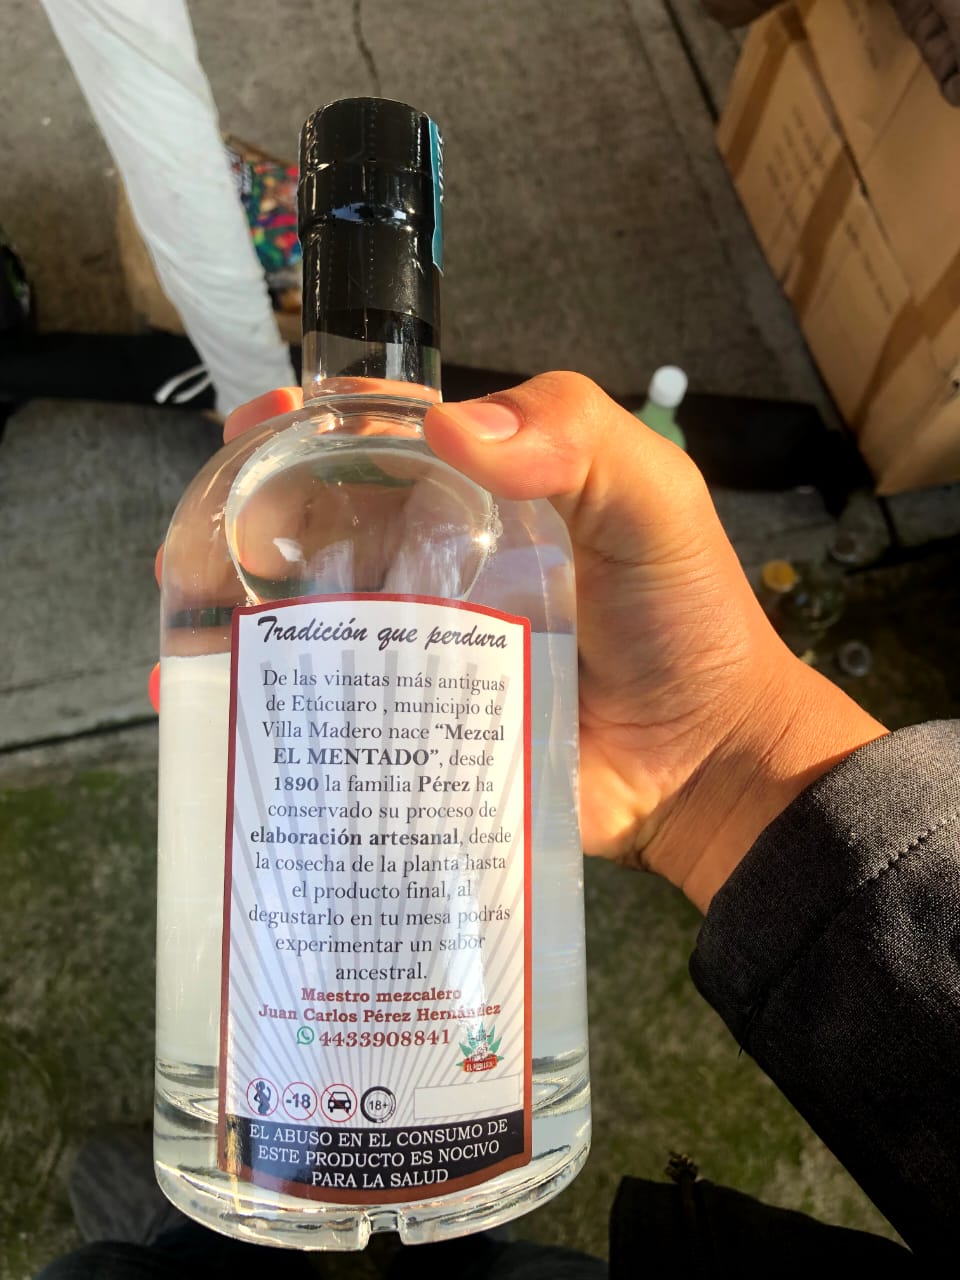 Tradición que perdura
De las vinatas más antiguas
de Etúcuaro , municipio de
Villa Madero nace “Mezcal
EL MENTADO”, desde
1890 la familia Pérez ha
conservado su proceso de
elaboración artesanal, desde
la cosecha de la planta hasta
el producto final, al
degustarlo en tu mesa podrás
experimentar un sabor
ancestral.
Maestro mezcalero
Juan Carlos Pérez Hernández
4433908841
-18
18+
EL ABUSO EN EL CONSUMO DE
ESTE PRODUCTO ES NOCIVO
PARA LA SALUD